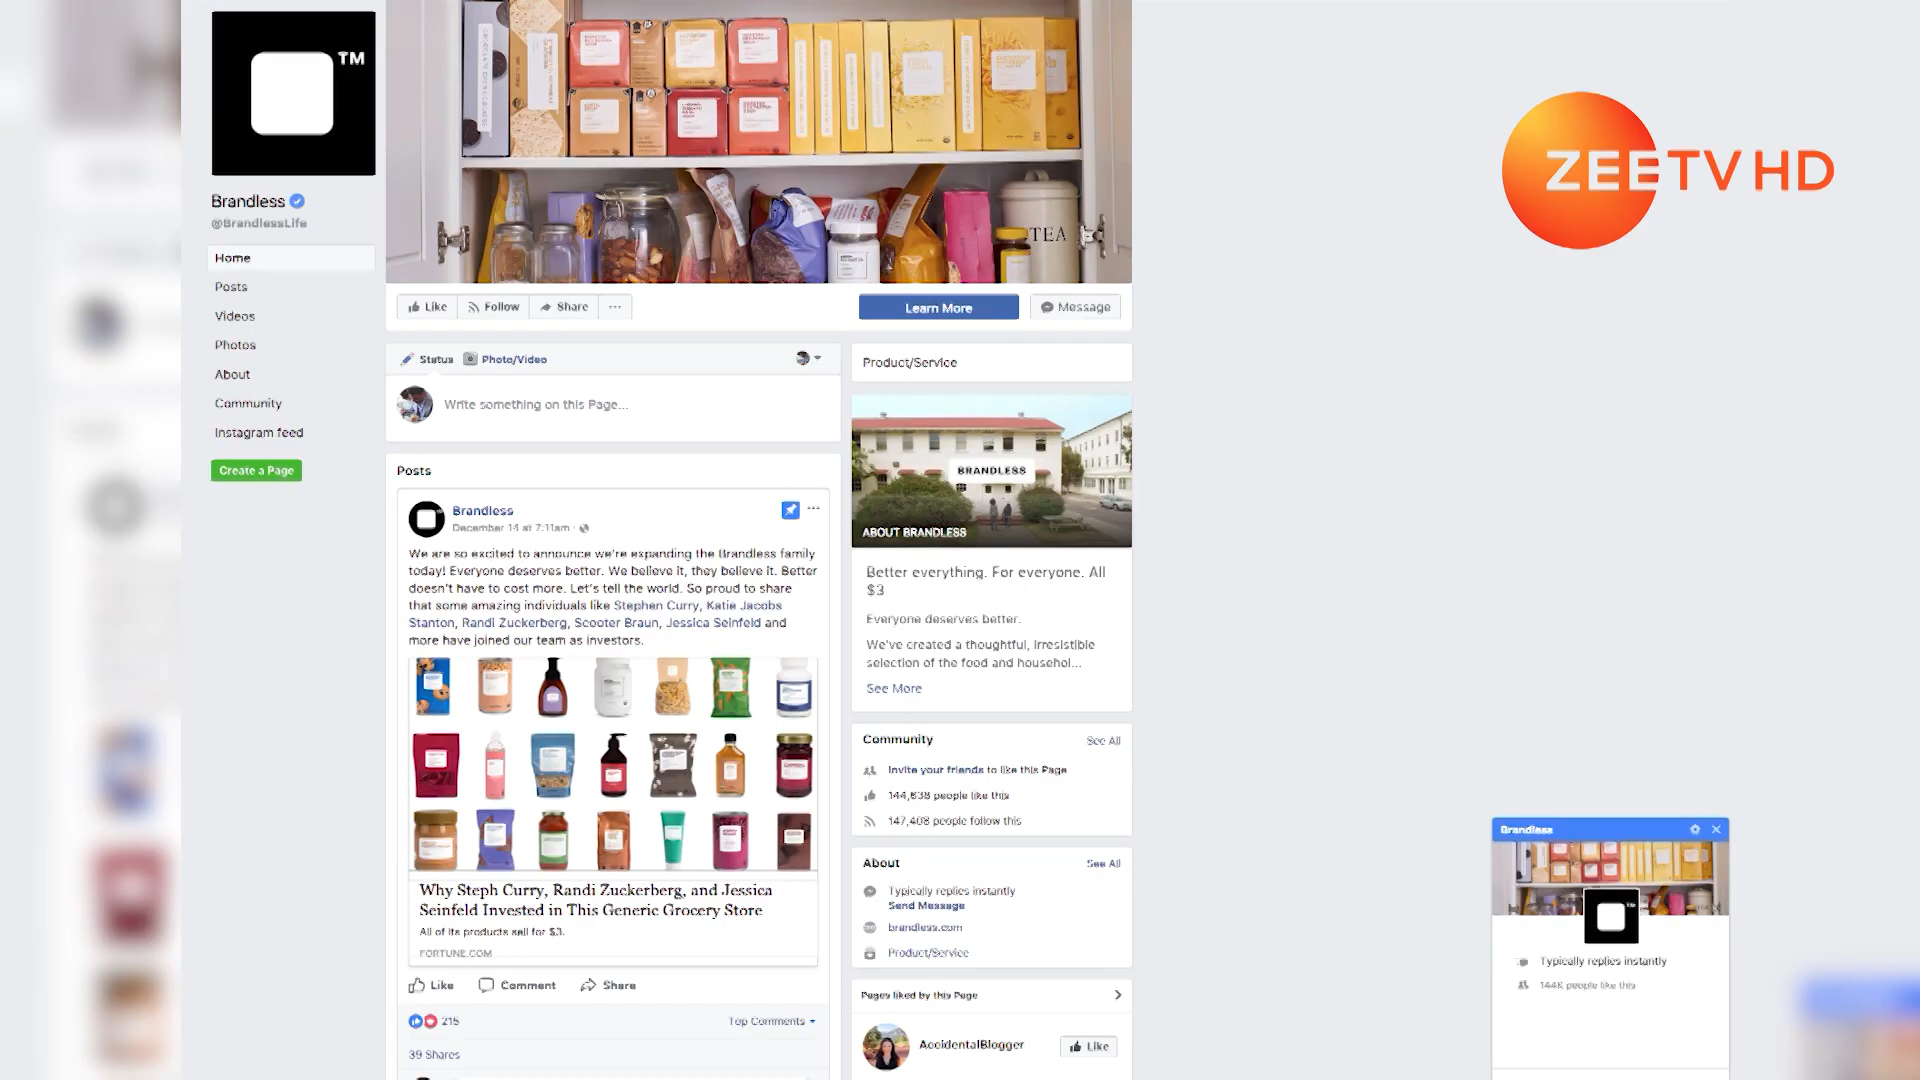 TM
Brandless
@BrandlessLife
Home
Posts
Videos
Photos
About
Community
Instagram feed
Create a Page
TEA
Like
Follow
Share
Learn More
Message
Status
Photo/Video
Write something on this Page...
Posts
Brandless
December 14 at 7:11am
We are so excited to announce we're expanding the Brandless family
today! Everyone deserves better. We believe it, they believe it. Better
doesn't have to cost more. Let's tell the world. So proud to share
that some amazing individuals like Stephen Curry, Katie Jacobs
Stanton, Randi Zuckerberg, Scooter Braun, Jessica Seinfeld and
more have joined our team as investors.
Why Steph Curry, Randi Zuckerberg, and Jessica
Seinfeld Invested in This Generic Grocery Store
All of its products sell for $3.
FORTUNE.COM
Like
Comment
Share
215
Top Comments
39 Shares
Product/Service
BRANDLESS
ABOUT BRANDLESS
Better everything. For everyone. All
$3
Everyone deserves better.
We've created a thoughtful, irresistible
selection of the food and househol...
See More
Community
See All
Invite your friends to like this Page
144,638 people like this
147,408 people follow this
About
See All
Typically replies instantly
Send Message
brandless.com
Product/Service
Pages liked by this Page
AccidentalBlogger
Like
ZEE TV HD
Brandless
Typically replies instantly
144K people like this